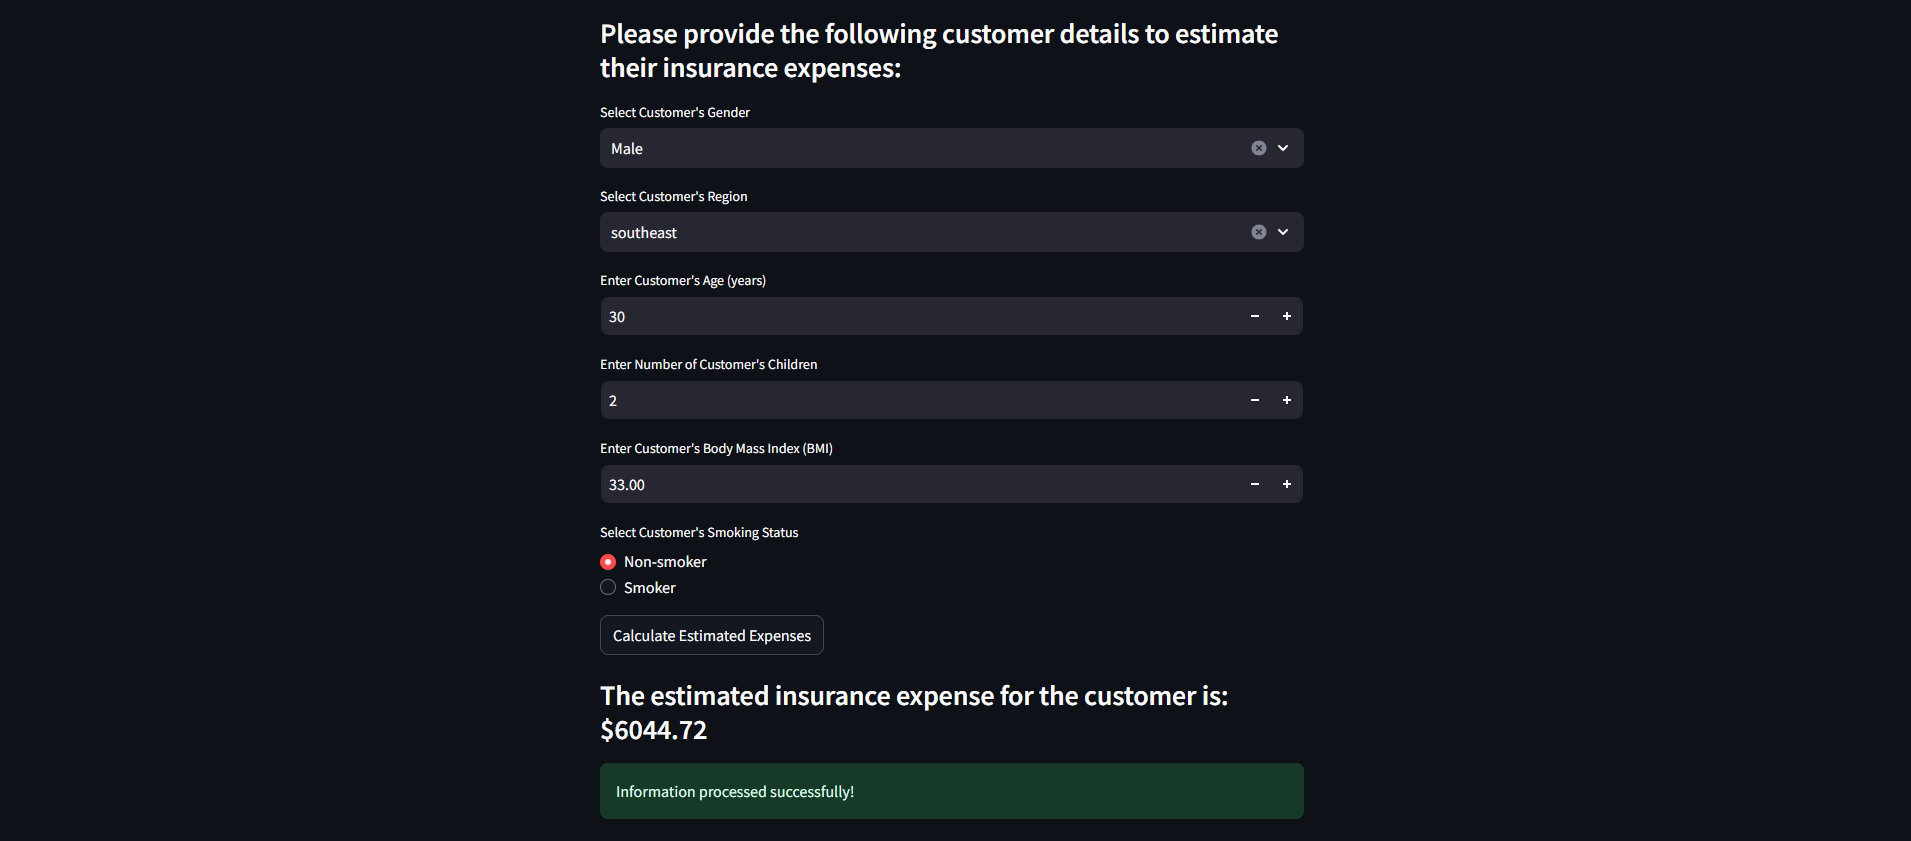 Please provide the following customer details to estimate
their insurance expenses:
Select Customer's Gender
Male
Select Customer's Region
southeast
Enter Customer's Age (years)
30
Enter Number of Customer's Children
2
Enter Customer's Body Mass Index (BMI)
33.00
Select Customer's Smoking Status
Non-smoker
Smoker
Calculate Estimated Expenses
The estimated insurance expense for the customer is:
$6044.72
Information processed successfully!